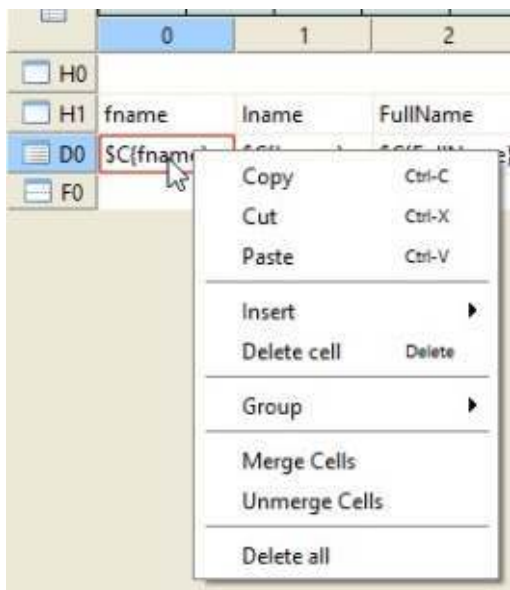 0 1 2
H0
H1 fname lname FullName
D0 $C{fname}
F0
Copy Ctrl-C
Cut Ctrl-X
Paste Ctrl-V
Insert
Delete cell Delete
Group
Merge Cells
Unmerge Cells
Delete all